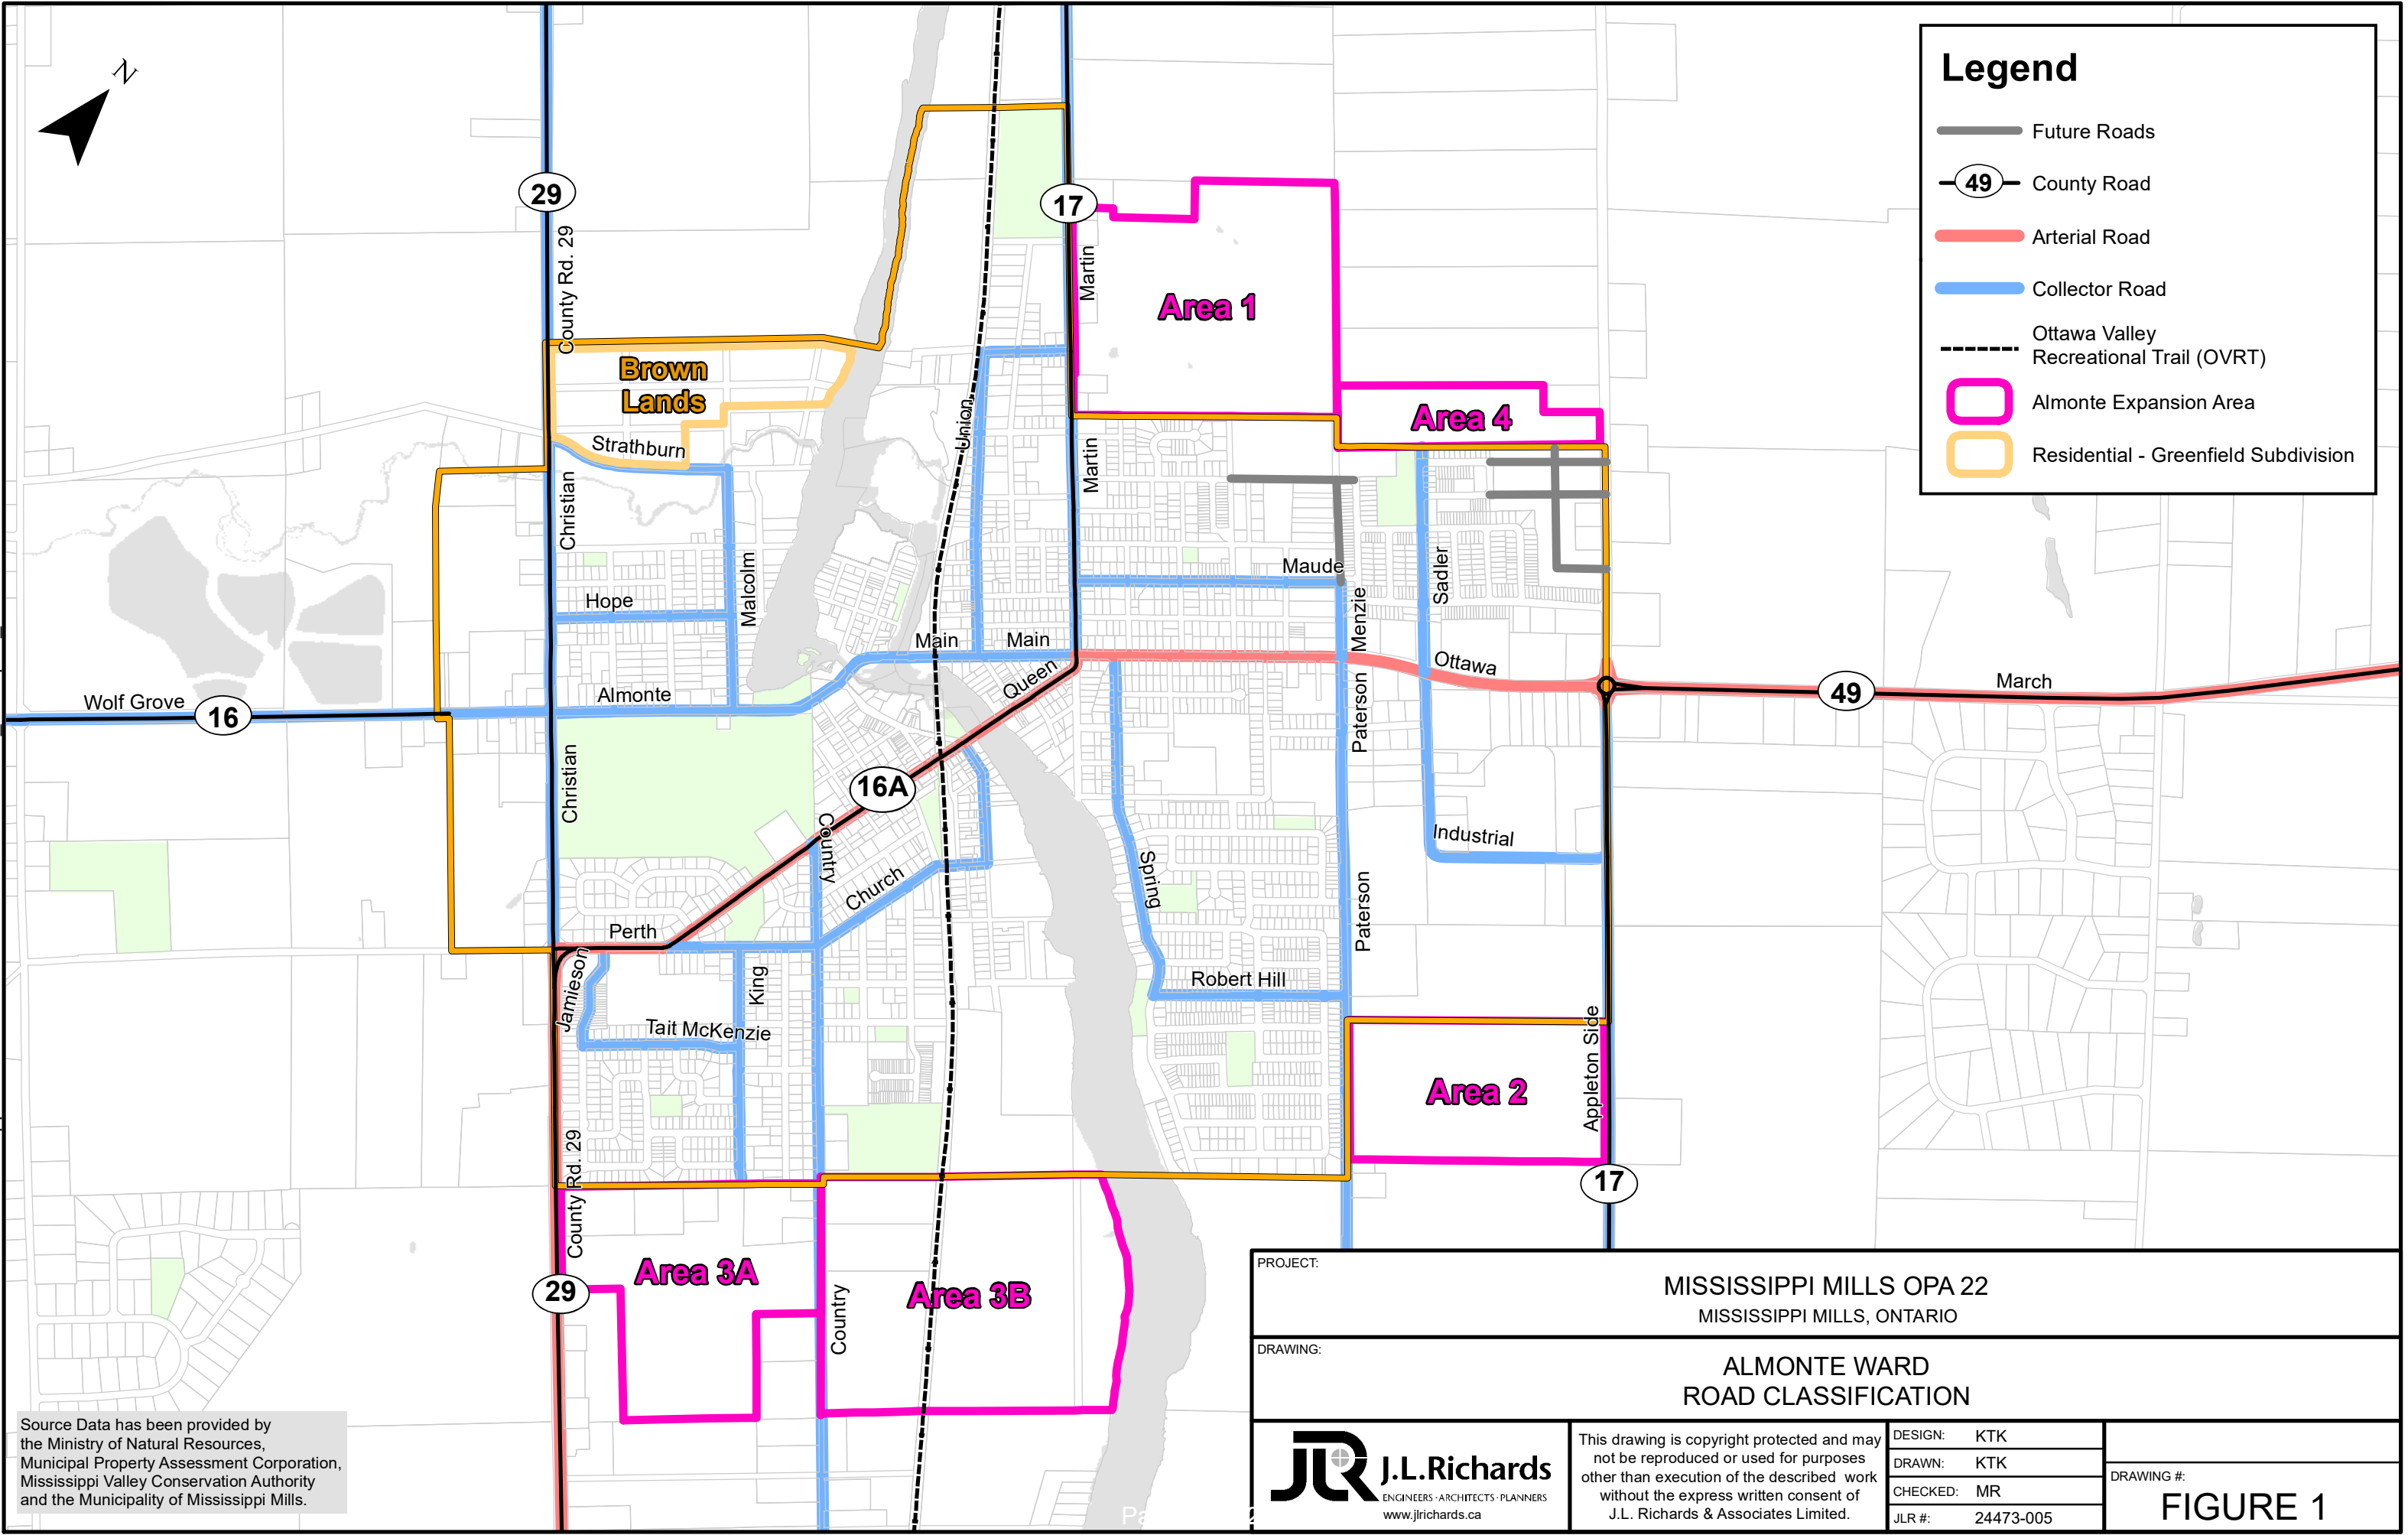 N
Legend
Future Roads
49
County Road
Arterial Road
Collector Road
Ottawa Valley
Recreational Trail (OVRT)
Almonte Expansion Area
Residential - Greenfield Subdivision
29
17
County Rd. 29
Martin
Area 1
Brown
Lands
Area 4
Strathburn
Union
Martin
Christian
Malcolm
Hope
Maude
Menzie
Sadler
Main
Main
Queen
Ottawa
Almonte
Wolf Grove
16
Paterson
49
March
Christian
16A
Country
Church
Spring
Industrial
Paterson
Perth
Jamieson
King
Tait McKenzie
Robert Hill
Appleton Side
Area 2
17
County Rd. 29
29
Area 3A
Area 3B
Country
PROJECT:
MISSISSIPPI MILLS OPA 22
MISSISSIPPI MILLS, ONTARIO
DRAWING:
ALMONTE WARD
ROAD CLASSIFICATION
JLR
J.L.Richards
ENGINEERS · ARCHITECTS · PLANNERS
www.jlrichards.ca
This drawing is copyright protected and may
not be reproduced or used for purposes
other than execution of the described work
without the express written consent of
J.L. Richards & Associates Limited.
DESIGN: KTK
DRAWN: KTK
CHECKED: MR
JLR #: 24473-005
DRAWING #:
FIGURE 1
Source Data has been provided by
the Ministry of Natural Resources,
Municipal Property Assessment Corporation,
Mississippi Valley Conservation Authority
and the Municipality of Mississippi Mills.